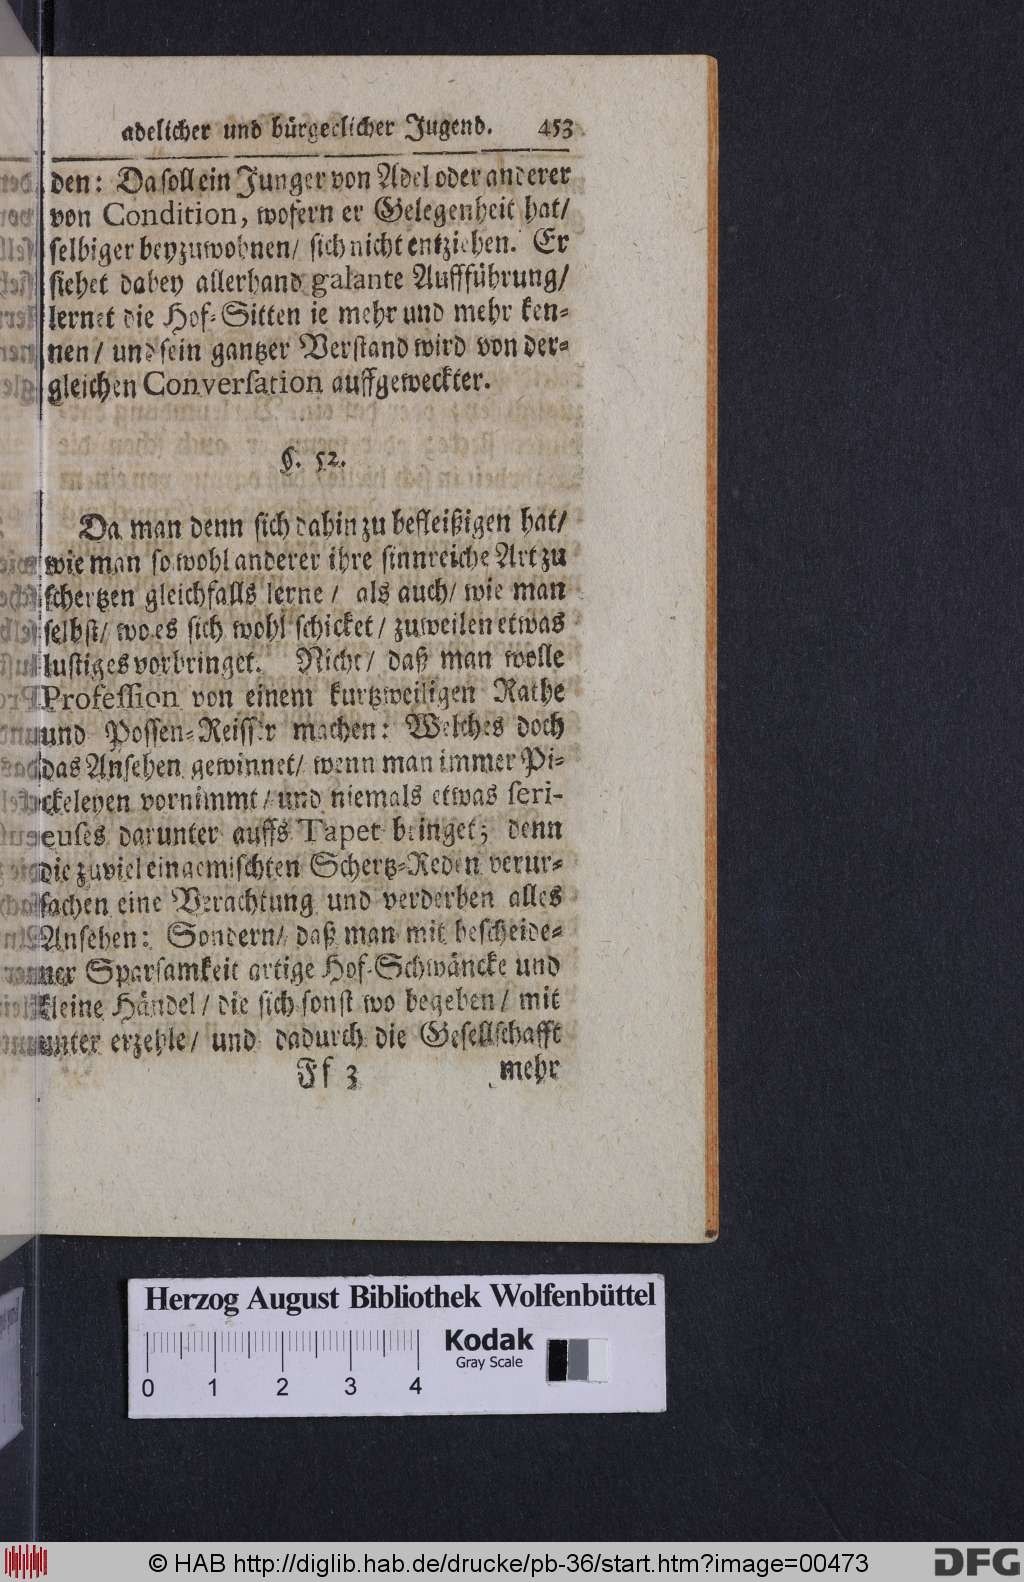 adelicher und bürgerlicher Jugend. 453
den: Da soll ein Junger von Adel oder anderer
von Condition, wofern er Gelegenheit hat/
selbiger beyzuwohnen/ sich nicht entziehen. Er
siehet dabey allerhand galante Auffführung/
lernet die Hof-Sitten ie mehr und mehr ken-
nen/ und sein gantzer Verstand wird von der-
gleichen Conversation auffgeweckter.
§. 52.
Da man denn sich dahin zu befleißigen hat/
wie man so wohl anderer ihre sinnreiche Art zu
schertzen gleichfalls lerne/ als auch/ wie man
selbst/ wo es sich wohl schicket/ zuweilen etwas
lustiges vorbringet. Nicht/ daß man wolle
Profession von einem kurtzweiligen Rathe
und Possen-Reisser machen: Welches doch
das Ansehen gewinnet/ wenn man immer Pi-
ckeleyen vornimmt/ und niemals etwas seri-
euses darunter auffs Tapet bringet; denn
die zuviel eingemischten Schertz-Reden verur-
sachen eine Verachtung und verderben alles
Ansehen: Sondern/ daß man mit bescheide-
ner Sparsamkeit artige Hof-Schwäncke und
kleine Händel/ die sich sonst wo begeben/ mit
unter erzehle/ und dadurch die Gesellschafft
Ff 3 mehr
Herzog August Bibliothek Wolfenbüttel
Kodak
Gray Scale
0 1 2 3 4
© HAB http://diglib.hab.de/drucke/pb-36/start.htm?image=00473
DFG